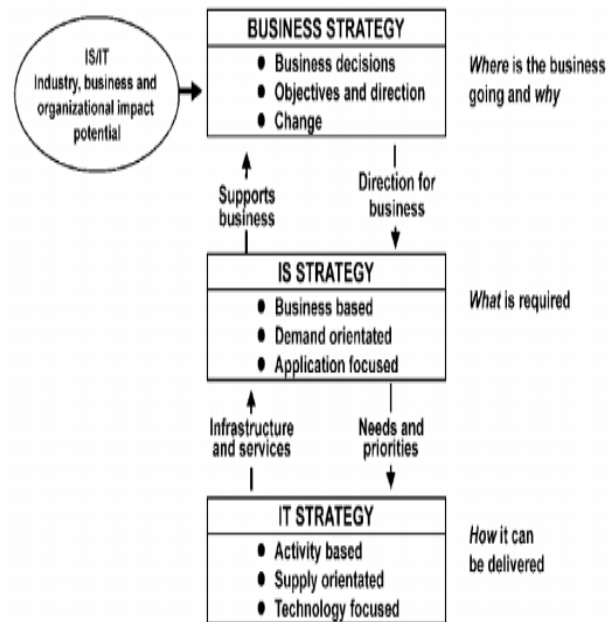 IS/IT
Industry, business and
organizational impact
potential
BUSINESS STRATEGY
● Business decisions
● Objectives and direction
● Change
Where is the business
going and why
Supports
business
Direction for
business
IS STRATEGY
● Business based
● Demand orientated
● Application focused
What is required
Infrastructure
and services
Needs and
priorities
IT STRATEGY
● Activity based
● Supply orientated
● Technology focused
How it can
be delivered